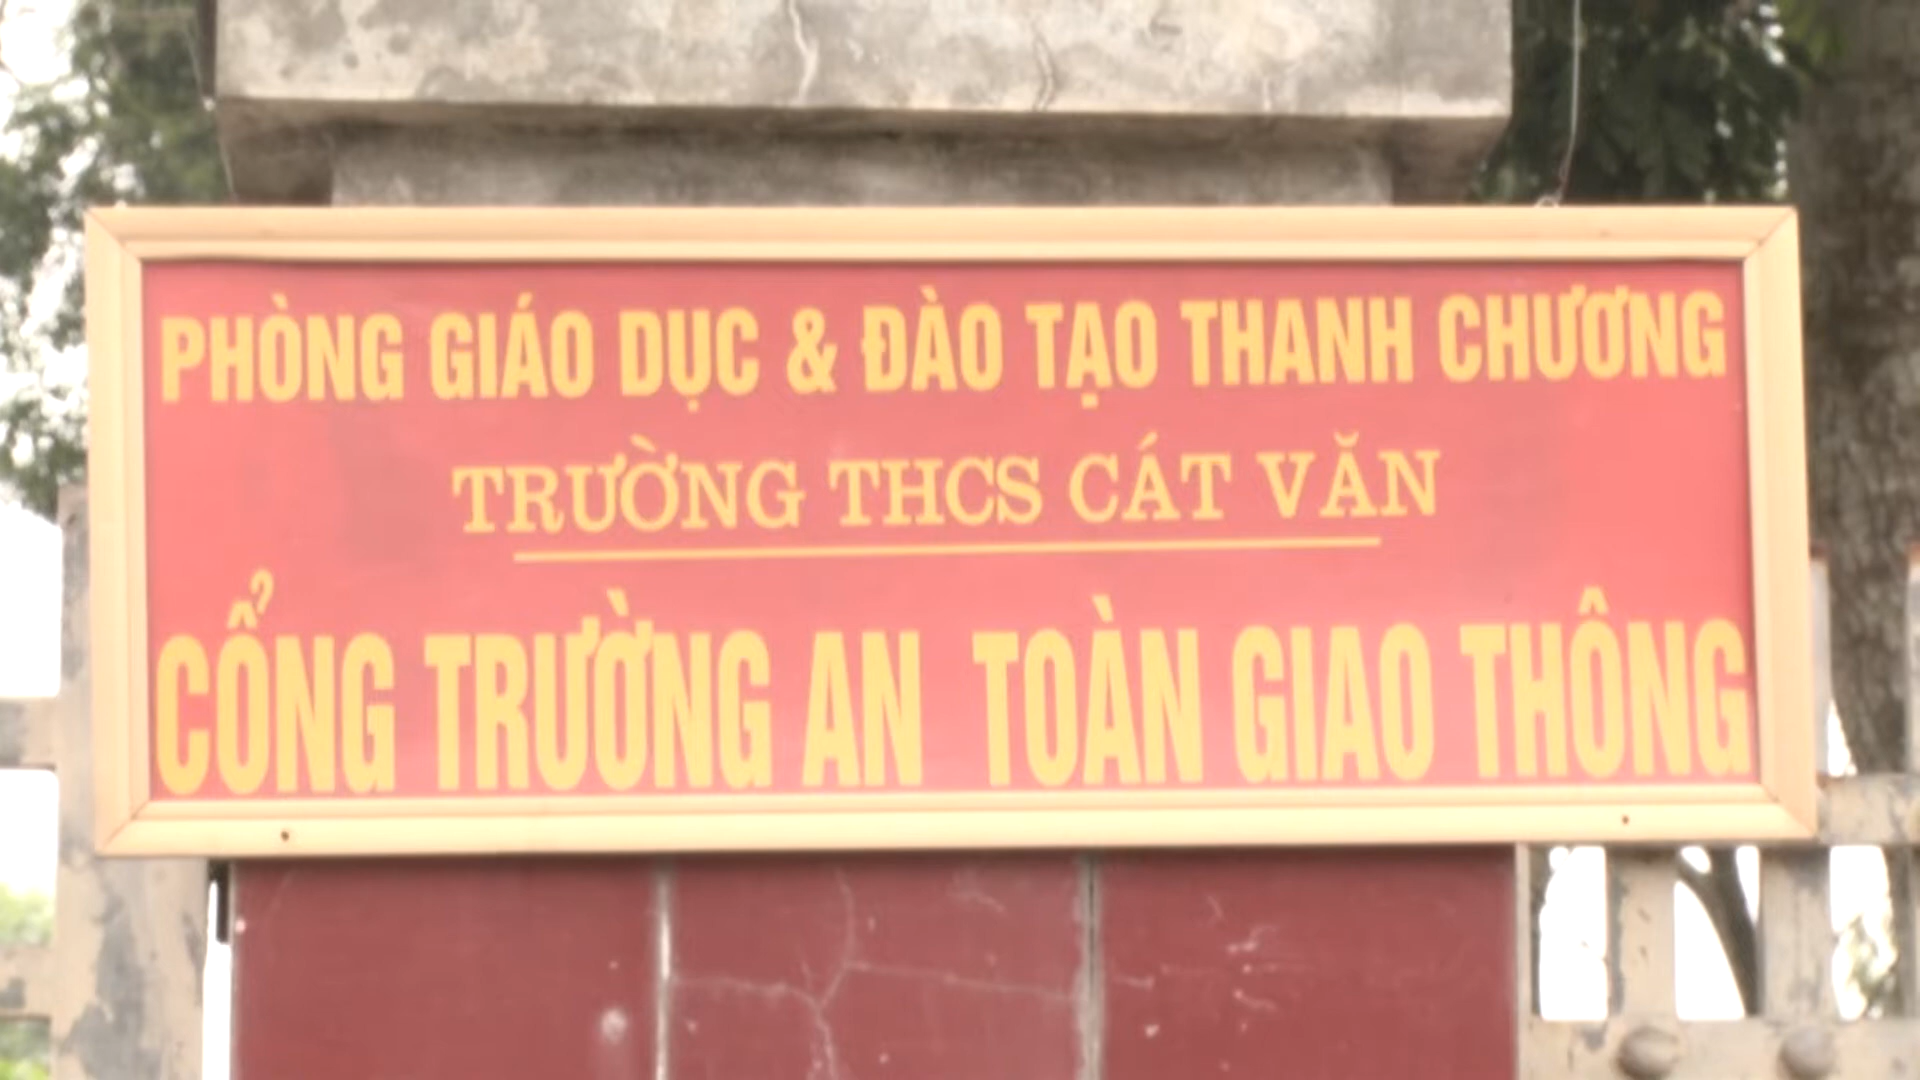 PHÒNG GIÁO DỤC & ĐÀO TẠO THANH CHƯƠNG
TRƯỜNG THCS CÁT VĂN
CỔNG TRƯỜNG AN TOÀN GIAO THÔNG